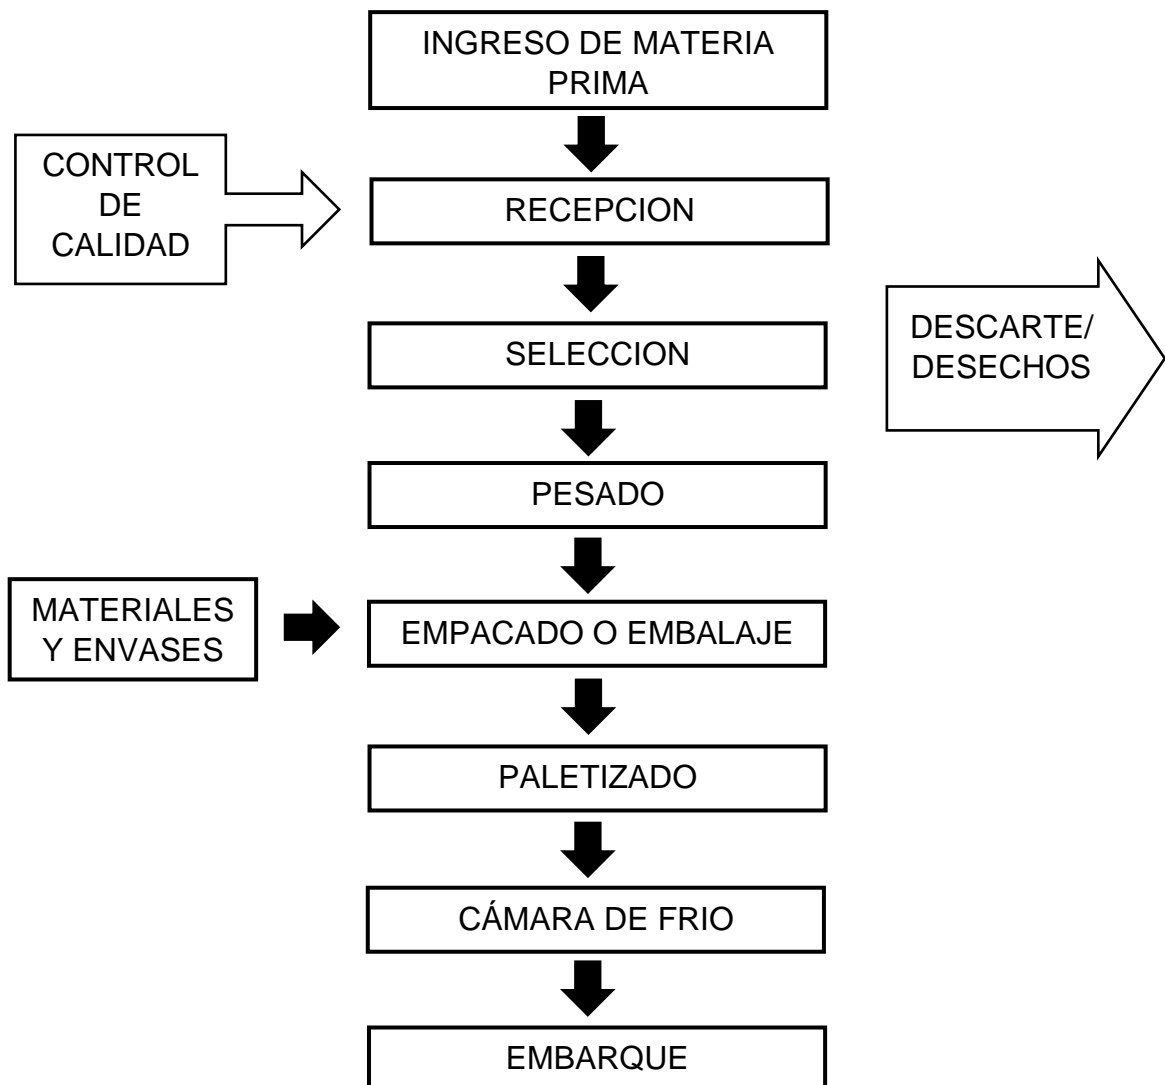 INGRESO DE MATERIA
PRIMA
CONTROL
DE
CALIDAD
RECEPCION
SELECCION
DESCARTE/
DESECHOS
PESADO
MATERIALES
Y ENVASES
EMPACADO O EMBALAJE
PALETIZADO
CÁMARA DE FRIO
EMBARQUE